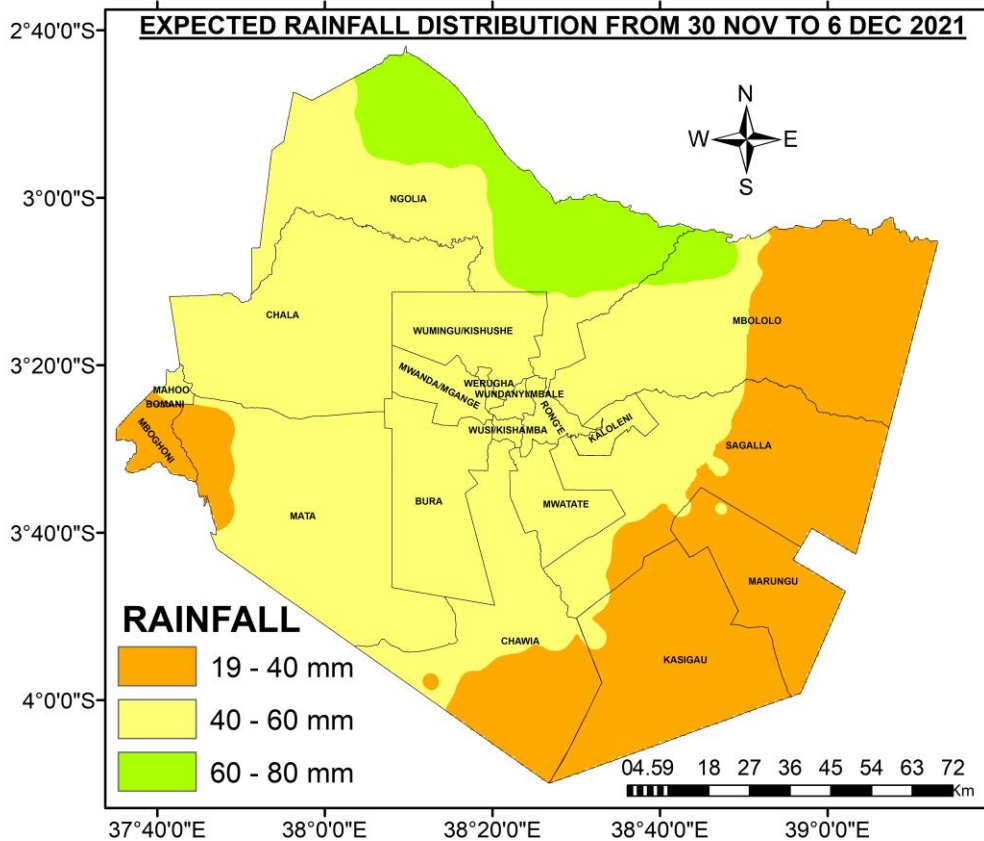 EXPECTED RAINFALL DISTRIBUTION FROM 30 NOV TO 6 DEC 2021
2°40'0"S
3°0'0"S
3°20'0"S
3°40'0"S
4°0'0"S
N
W
E
S
NGOLIA
CHALA
WUMINGU/KISHUSHE
MBOLOLO
MWANDA/MGANGE
WERUGHA
WUNDANYI/MBALE
MAHOO
BOMANI
MBOGHONI
RONG'E
WUSI/KISHAMBA
KALOLENI
SAGALLA
MATA
BURA
MWATATE
MARUNGU
CHAWIA
KASIGAU
RAINFALL
19 - 40 mm
40 - 60 mm
60 - 80 mm
04.59 18 27 36 45 54 63 72
Km
37°40'0"E 38°0'0"E 38°20'0"E 38°40'0"E 39°0'0"E